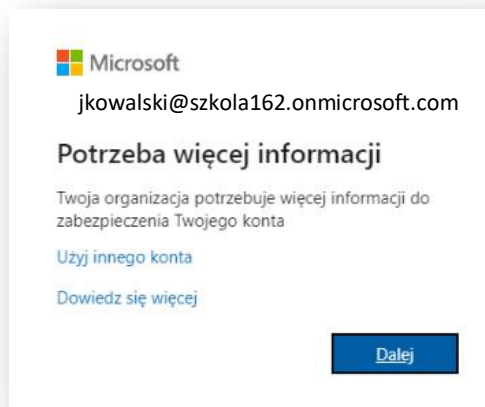 Microsoft
jkowalski@szkola162.onmicrosoft.com
Potrzeba więcej informacji
Twoja organizacja potrzebuje więcej informacji do
zabezpieczenia Twojego konta
Użyj innego konta
Dowiedz się więcej
Dalej